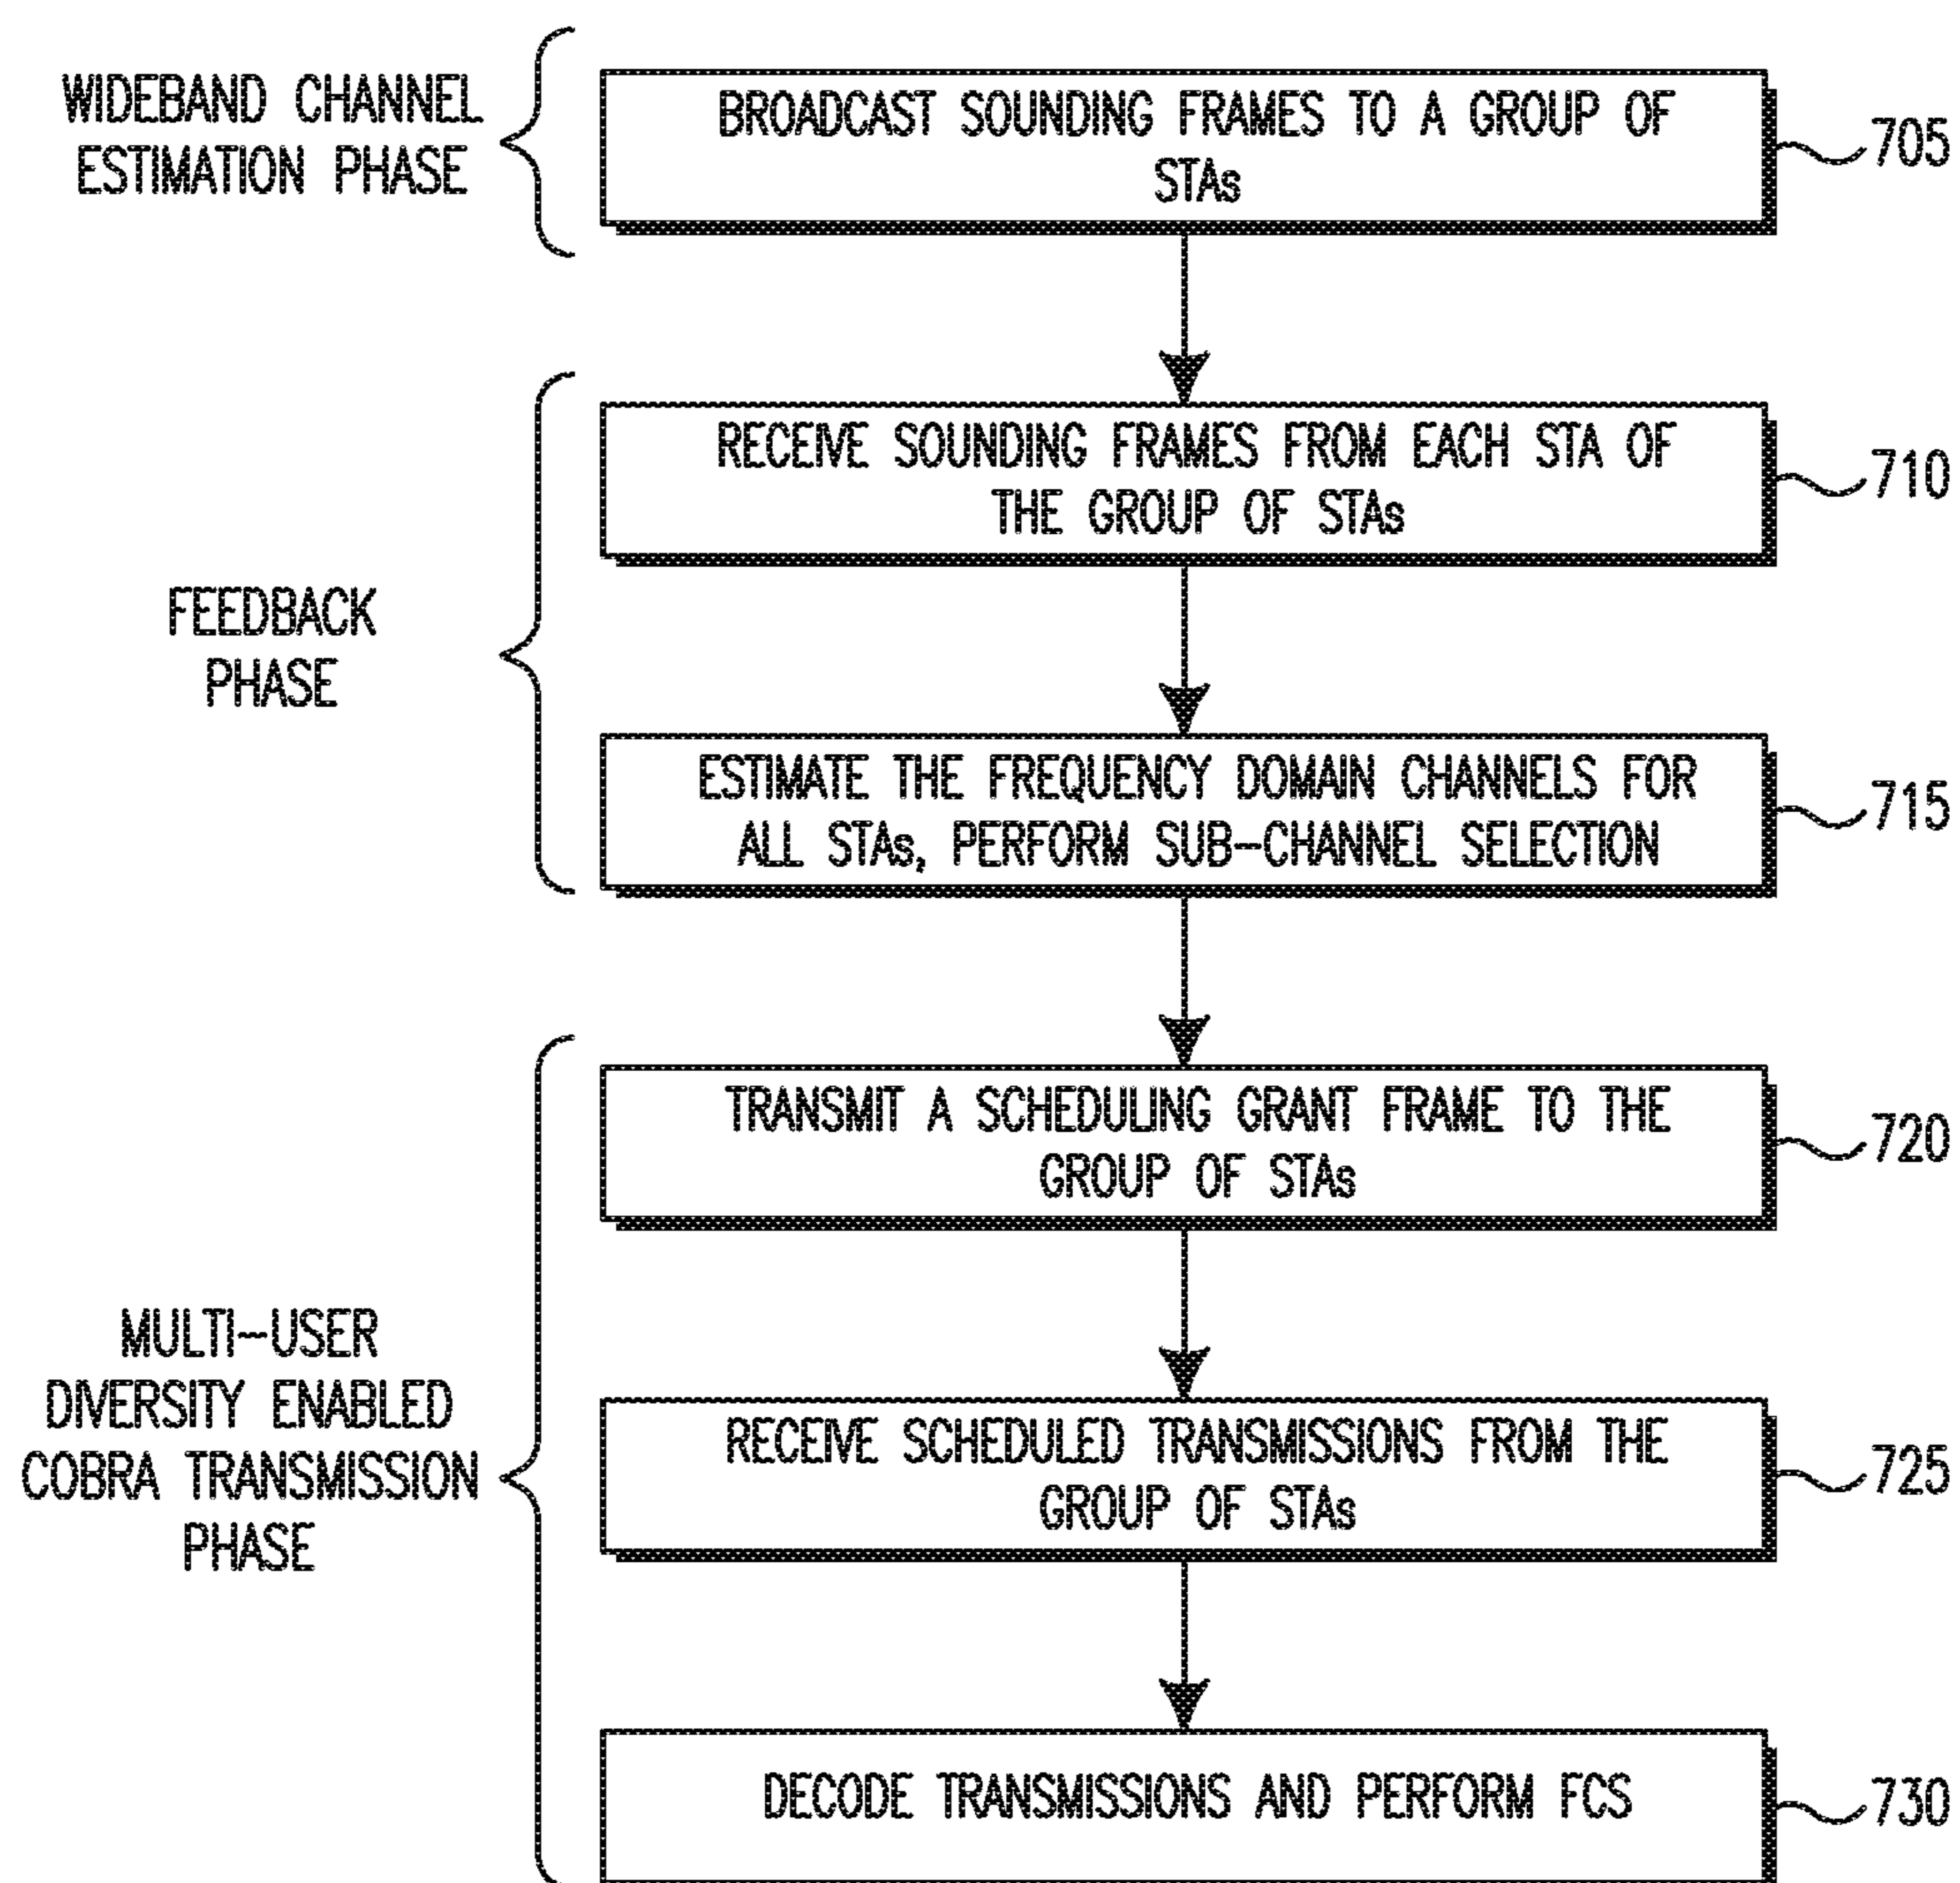 WIDEBAND CHANNEL
ESTIMATION PHASE
BROADCAST SOUNDING FRAMES TO A GROUP OF
STAs
705
RECEIVE SOUNDING FRAMES FROM EACH STA OF
THE GROUP OF STAs
710
FEEDBACK
PHASE
ESTIMATE THE FREQUENCY DOMAIN CHANNELS FOR
ALL STAs, PERFORM SUB-CHANNEL SELECTION
715
TRANSMIT A SCHEDULING GRANT FRAME TO THE
GROUP OF STAs
720
MULTI-USER
DIVERSITY ENABLED
COBRA TRANSMISSION
PHASE
RECEIVE SCHEDULED TRANSMISSIONS FROM THE
GROUP OF STAs
725
DECODE TRANSMISSIONS AND PERFORM FCS
730